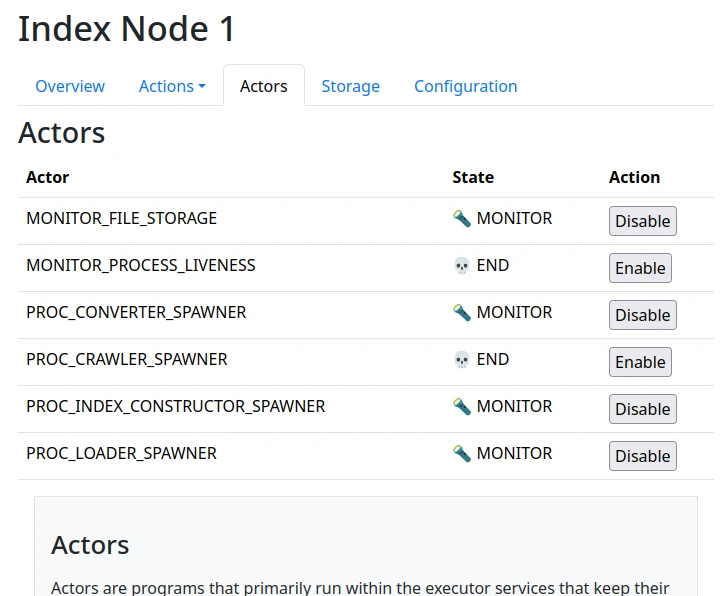 Index Node 1
Overview Actions Actors Storage Configuration
Actors
Actor State Action
MONITOR_FILE_STORAGE MONITOR Disable
MONITOR_PROCESS_LIVENESS END Enable
PROC_CONVERTER_SPAWNER MONITOR Disable
PROC_CRAWLER_SPAWNER END Enable
PROC_INDEX_CONSTRUCTOR_SPAWNER MONITOR Disable
PROC_LOADER_SPAWNER MONITOR Disable
Actors
Actors are programs that primarily run within the executor services that keep their